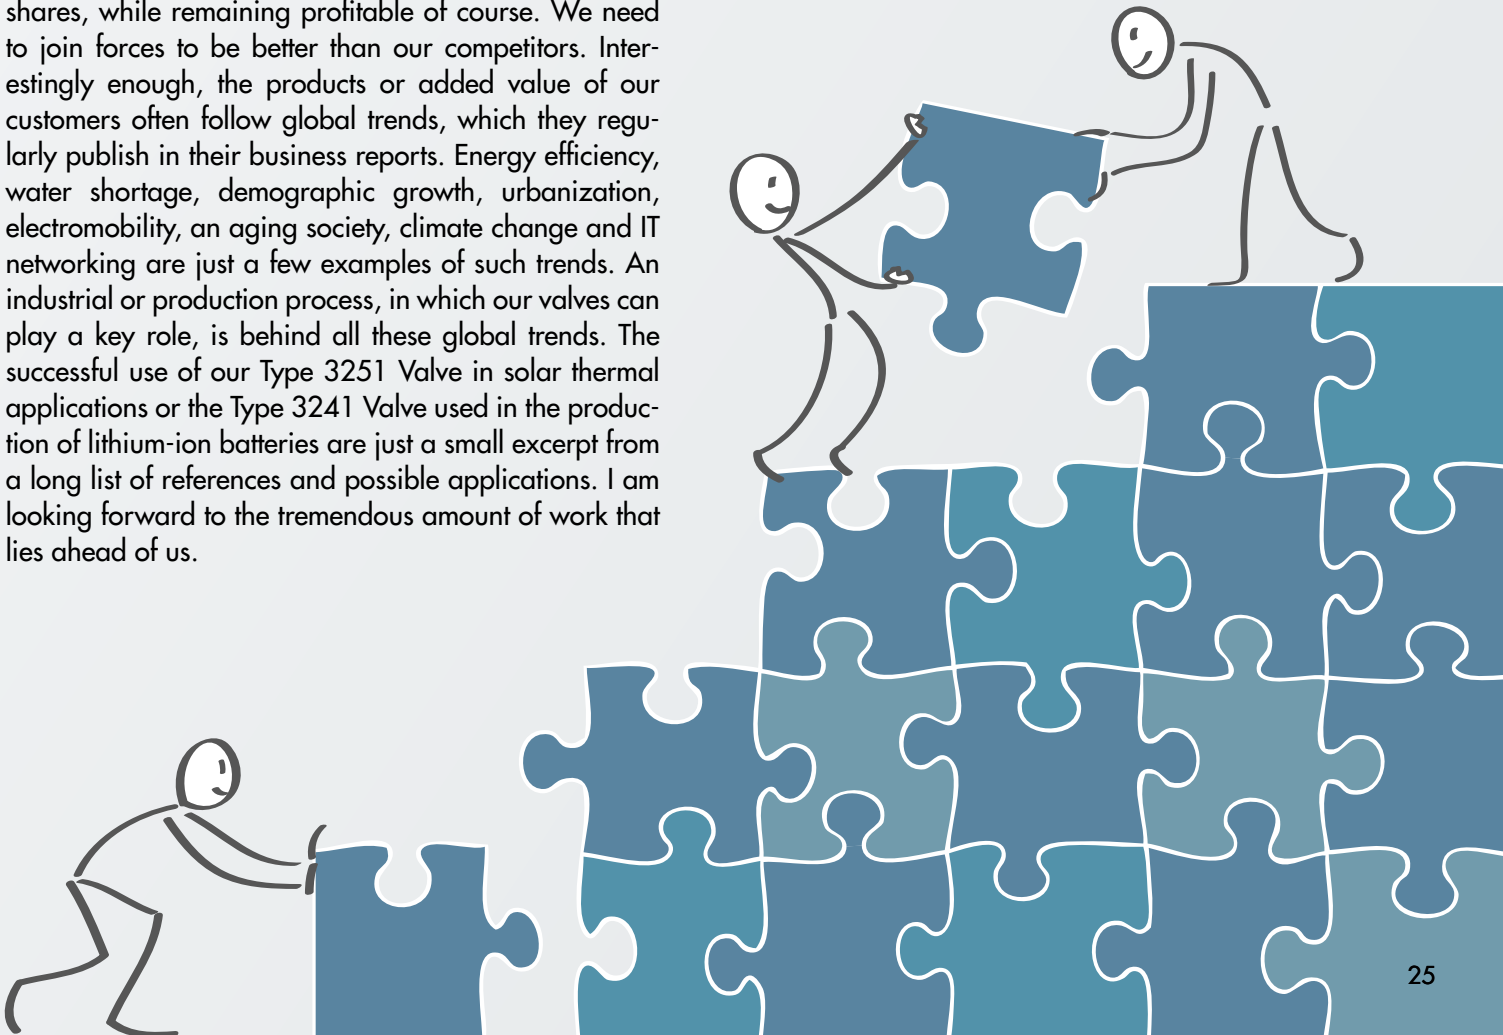 shares, while remaining profitable of course. We need
to join forces to be better than our competitors. Inter-
estingly enough, the products or added value of our
customers often follow global trends, which they regu-
larly publish in their business reports. Energy efficiency,
water shortage, demographic growth, urbanization,
electromobility, an aging society, climate change and IT
networking are just a few examples of such trends. An
industrial or production process, in which our valves can
play a key role, is behind all these global trends. The
successful use of our Type 3251 Valve in solar thermal
applications or the Type 3241 Valve used in the produc-
tion of lithium-ion batteries are just a small excerpt from
a long list of references and possible applications. I am
looking forward to the tremendous amount of work that
lies ahead of us.
25